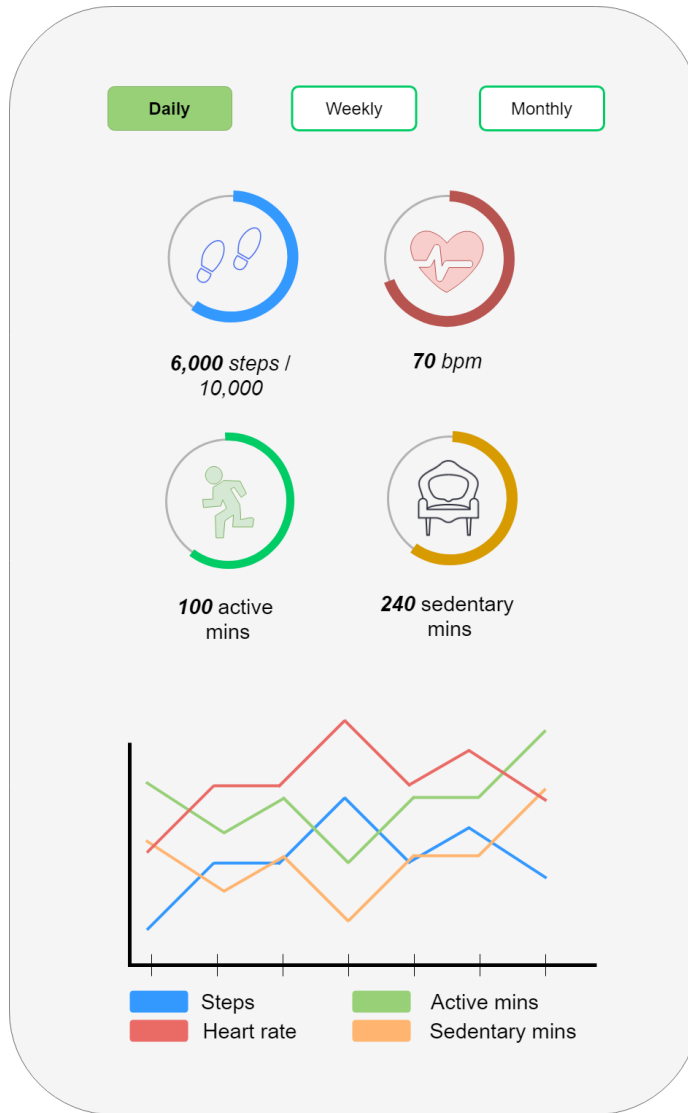 Daily
Weekly
Monthly
6,000 steps /
10,000
70 bpm
100 active
mins
240 sedentary
mins
Steps
Active mins
Heart rate
Sedentary mins